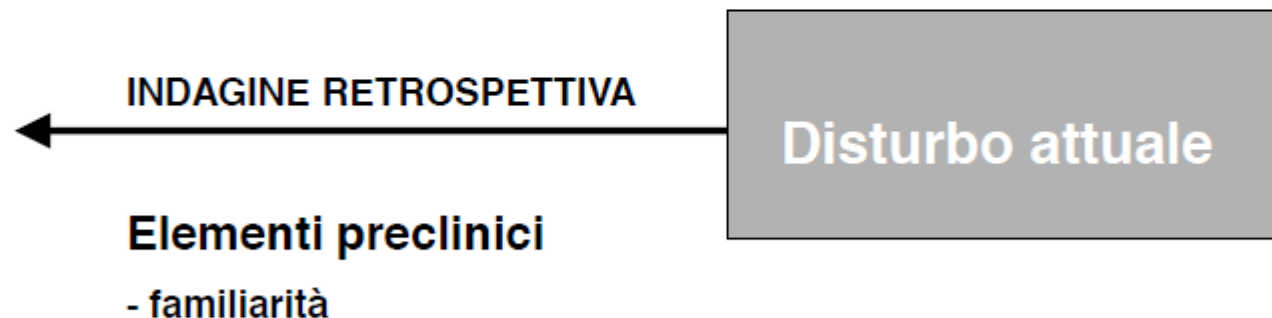 INDAGINE RETROSPETTIVA
Disturbo attuale
Elementi preclinici
- familiarità